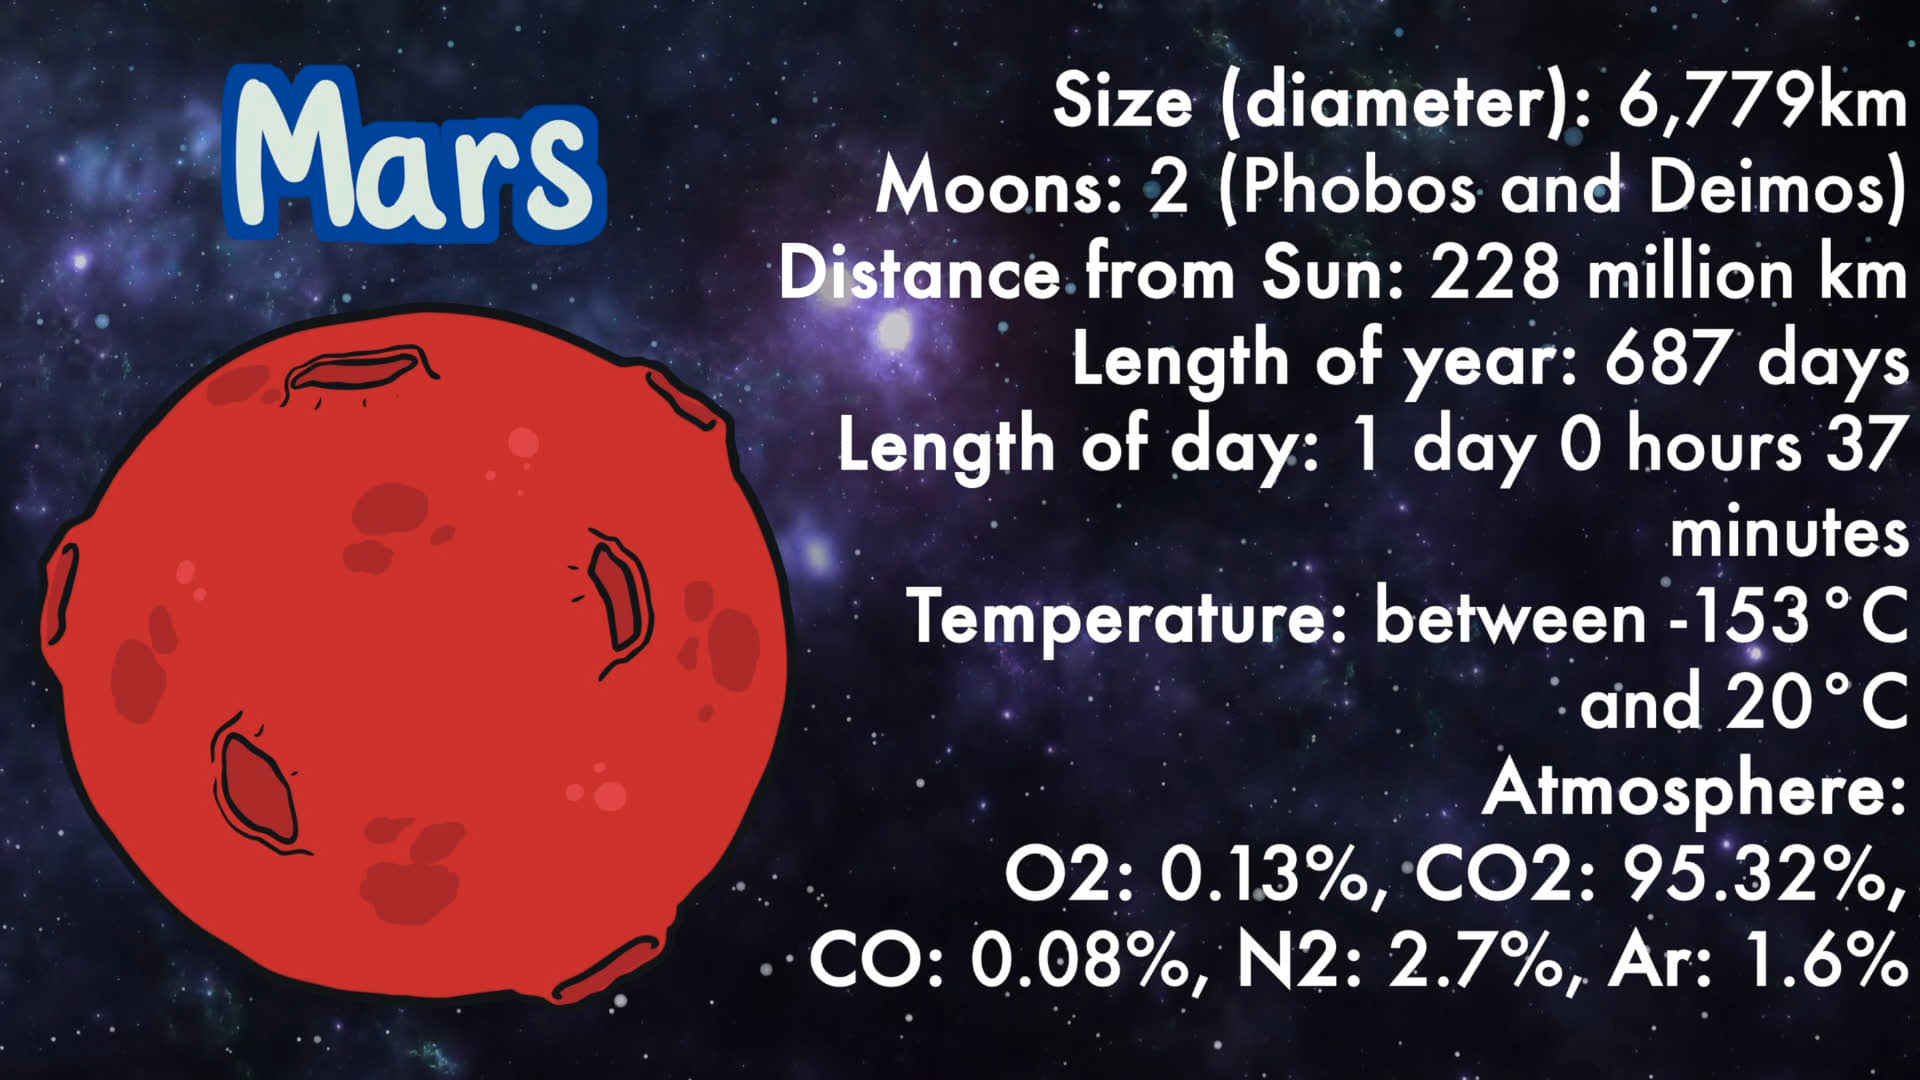 Mars
Size (diameter): 6,779km
Moons: 2 (Phobos and Deimos)
Distance from Sun: 228 million km
Length of year: 687 days
Length of day: 1 day 0 hours 37
minutes
Temperature: between -153°C
and 20°C
Atmosphere:
O2: 0.13%, CO2: 95.32%,
CO: 0.08%, N2: 2.7%, Ar: 1.6%